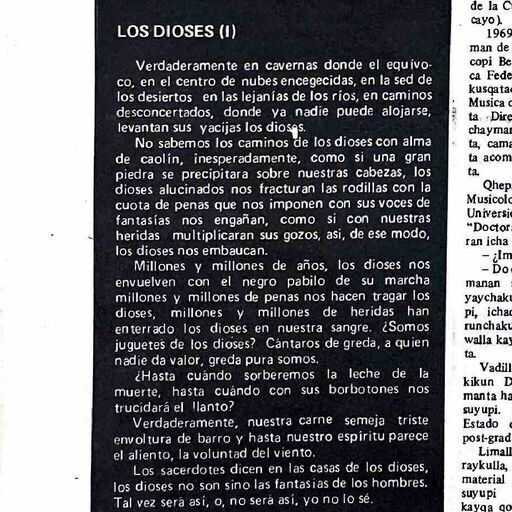 LOS DIOSES (I)
Verdaderamente en cavernas donde el equívo-
co, en el centro de nubes encegecidas, en la sed de
los desiertos en las lejanías de los ríos, en caminos
desconcertados, donde ya nadie puede alojarse,
levantan sus yacijas los dioses.
No sabemos los caminos de los dioses con alma
de caolín, inesperadamente, como si una gran
piedra se precipitara sobre nuestras cabezas, los
dioses alucinados nos fracturan las rodillas con la
cuota de penas que nos imponen con sus voces de
fantasías nos engañan, como si con nuestras
heridas multiplicaran sus gozos, asi, de ese modo,
los dioses nos embaucan.
Millones y millones de años, los dioses nos
envuelven con el negro pabilo de su marcha
millones y millones de penas nos hacen tragar los
dioses, millones y millones de heridas han
enterrado los dioses en nuestra sangre. ¿Somos
juguetes de los dioses? Cántaros de greda, a quien
nadie da valor, greda pura somos.
¿Hasta cuándo sorberemos la leche de la
muerte, hasta cuándo con sus borbotones nos
trucidará el llanto?
Verdaderamente, nuestra carne semeja triste
envoltura de barro y hasta nuestro espíritu parece
el aliento, la voluntad del viento.
Los sacerdotes dicen en las casas de los dioses,
los dioses no son sino las fantasías de los hombres.
Tal vez será así, o, no será así, yo no lo sé.
de la C
cayo).
1969
man de
copi Be
ca Fede
kusqatac
Musica d
ta Dire
chayman
ta, cama
ta acom
ta.
Qhep
Musicolo
Universi
"Doctor
ran icha
– ¿Im
– Do
manan s
yaychaku
pi, ichac
runchaku
walla kay
ta.
Vadill
kikun D
manta ha
suyupi.
Estado
post-grad
Limall
raykulla,
material
suyupi
kayqa go